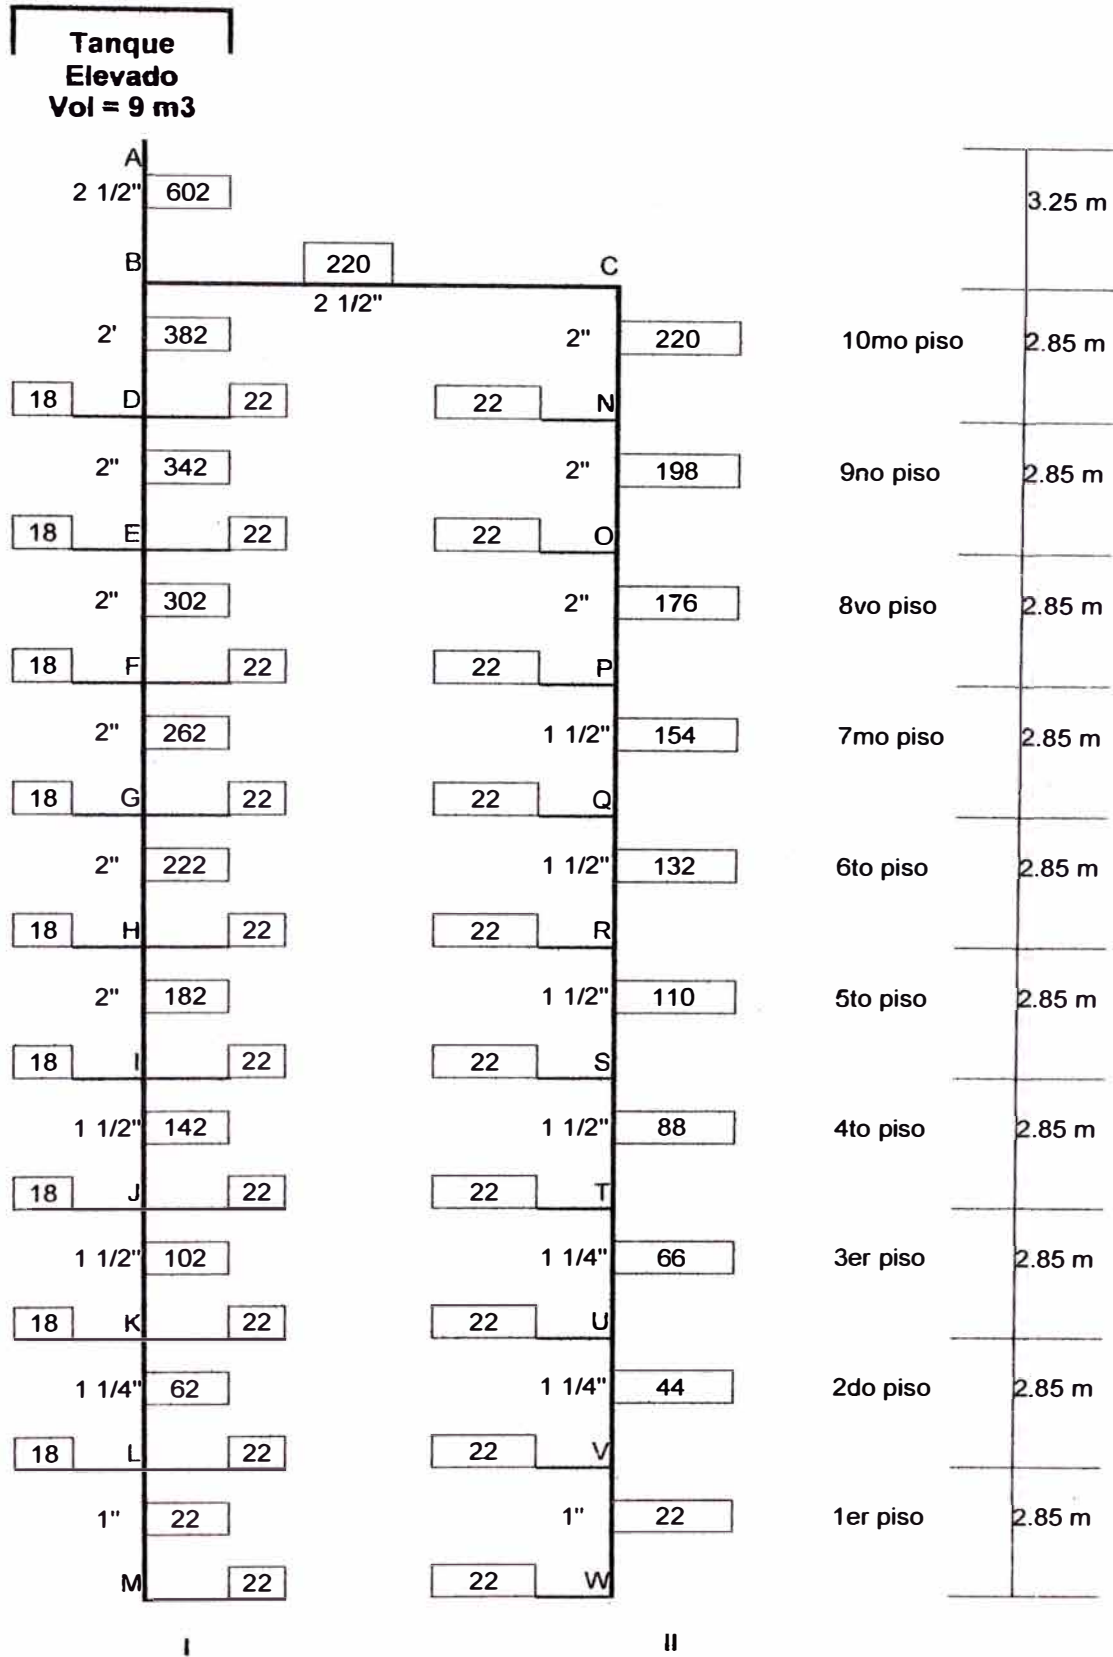 Tanque
Elevado
Vol = 9 m3
A
2 1/2" 602 3.25 m
B 220 C
2 1/2"
2' 382 2" 220 10mo piso 2.85 m
18 D 22 22 N
2" 342 2" 198 9no piso 2.85 m
18 E 22 22 O
2" 302 2" 176 8vo piso 2.85 m
18 F 22 22 P
2" 262 1 1/2" 154 7mo piso 2.85 m
18 G 22 22 Q
2" 222 1 1/2" 132 6to piso 2.85 m
18 H 22 22 R
2" 182 1 1/2" 110 5to piso 2.85 m
18 I 22 22 S
1 1/2" 142 1 1/2" 88 4to piso 2.85 m
18 J 22 22 T
1 1/2" 102 1 1/4" 66 3er piso 2.85 m
18 K 22 22 U
1 1/4" 62 1 1/4" 44 2do piso 2.85 m
18 L 22 22 V
1" 22 1" 22 1er piso 2.85 m
M 22 22 W
I II